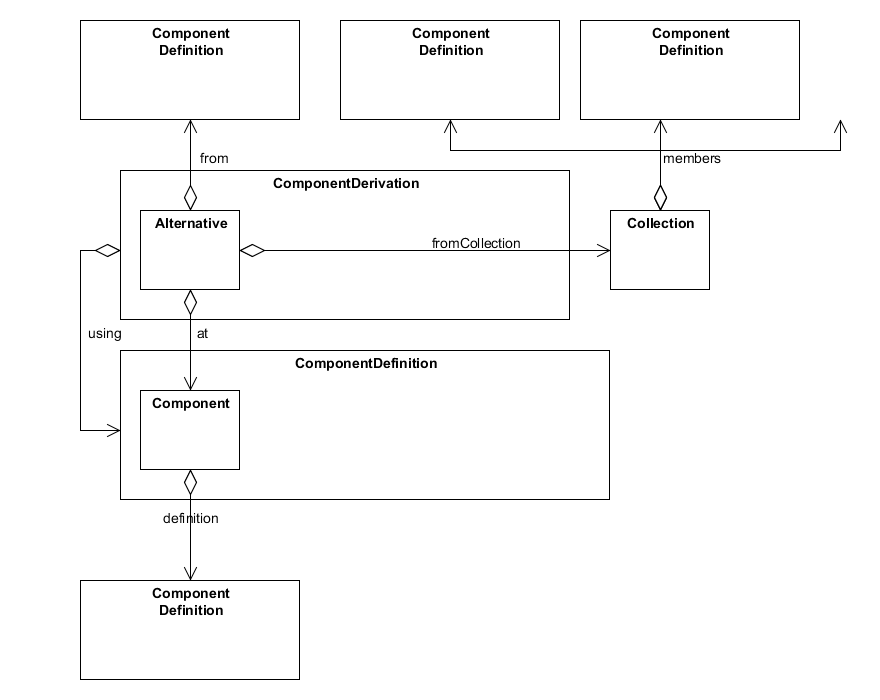 Component
Definition
Component
Definition
Component
Definition
from
members
ComponentDerivation
Alternative
fromCollection
Collection
using
at
ComponentDefinition
Component
definition
Component
Definition